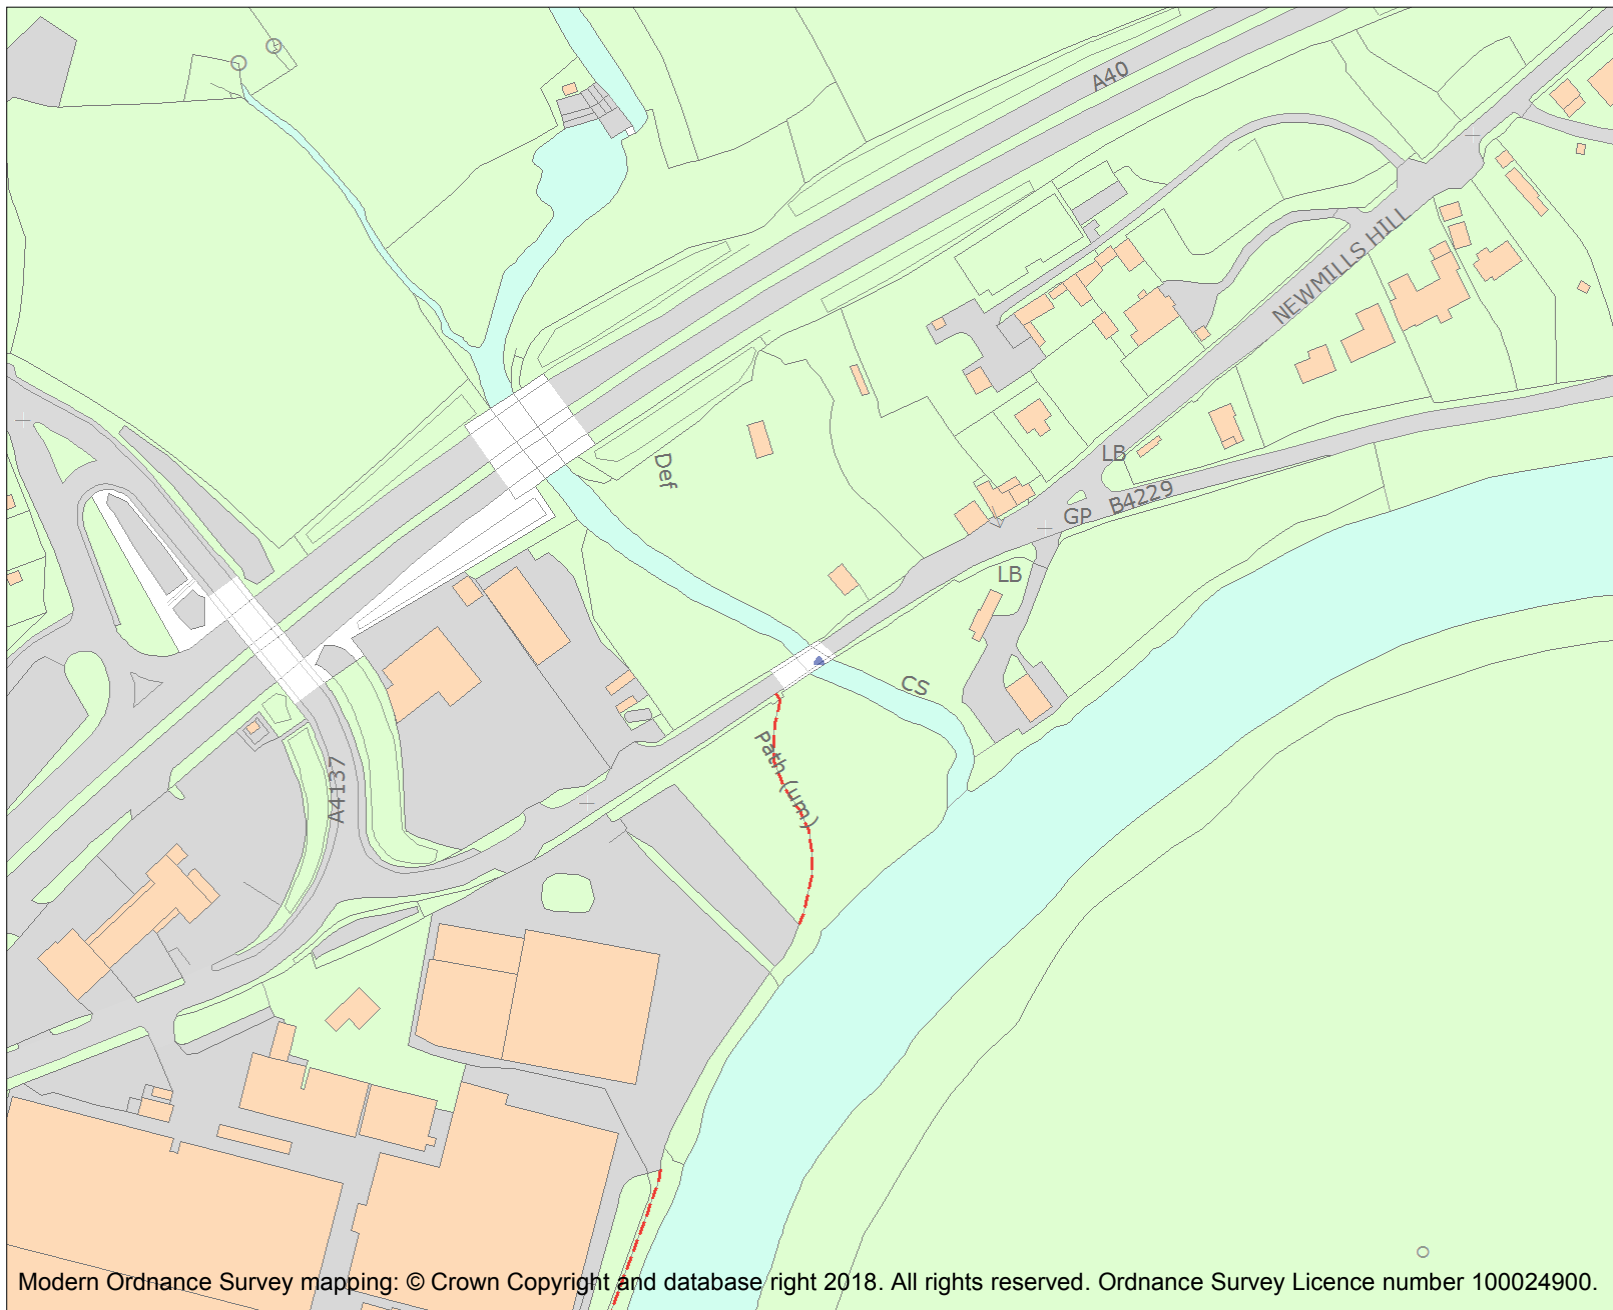 A40
NEWMILLS HILL
Def
LB
B4229
GP
LB
CS
Path (um)
A4137
Modern Ordnance Survey mapping: © Crown Copyright and database right 2018. All rights reserved. Ordnance Survey Licence number 100024900.